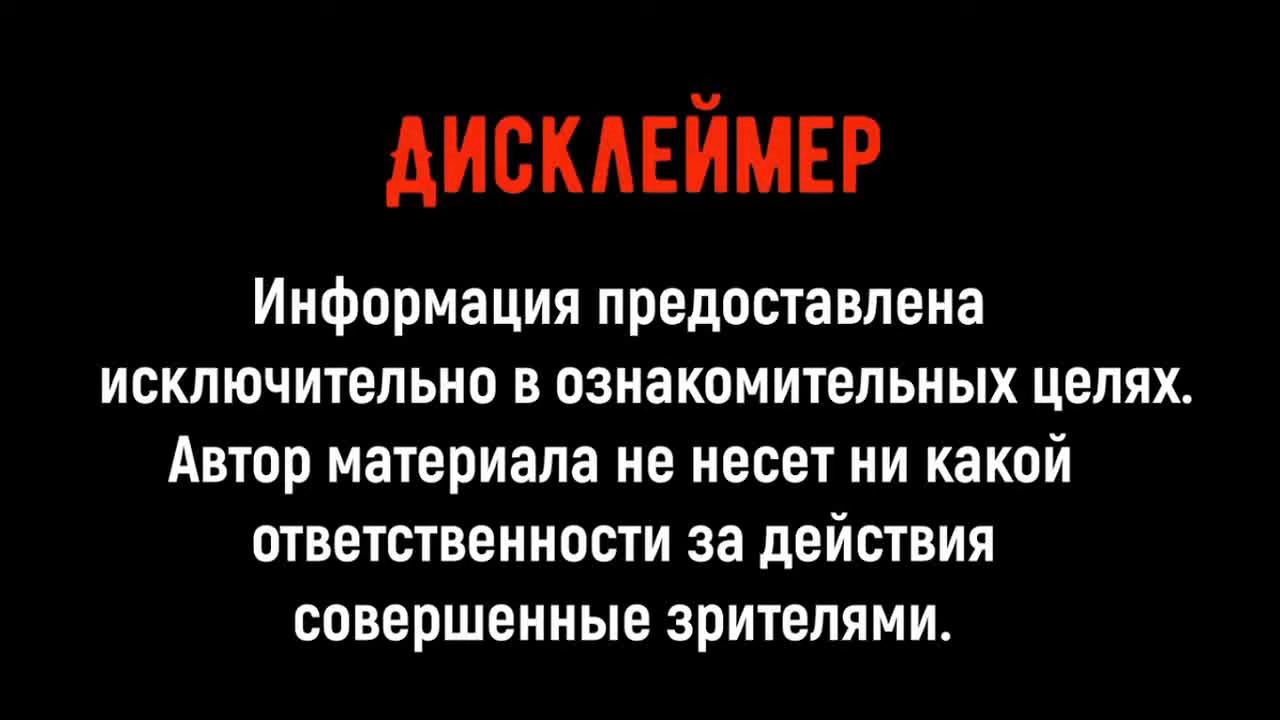 ДИСКЛЕЙМЕР
Информация предоставлена
исключительно в ознакомительных целях.
Автор материала не несет ни какой
ответственности за действия
совершенные зрителями.